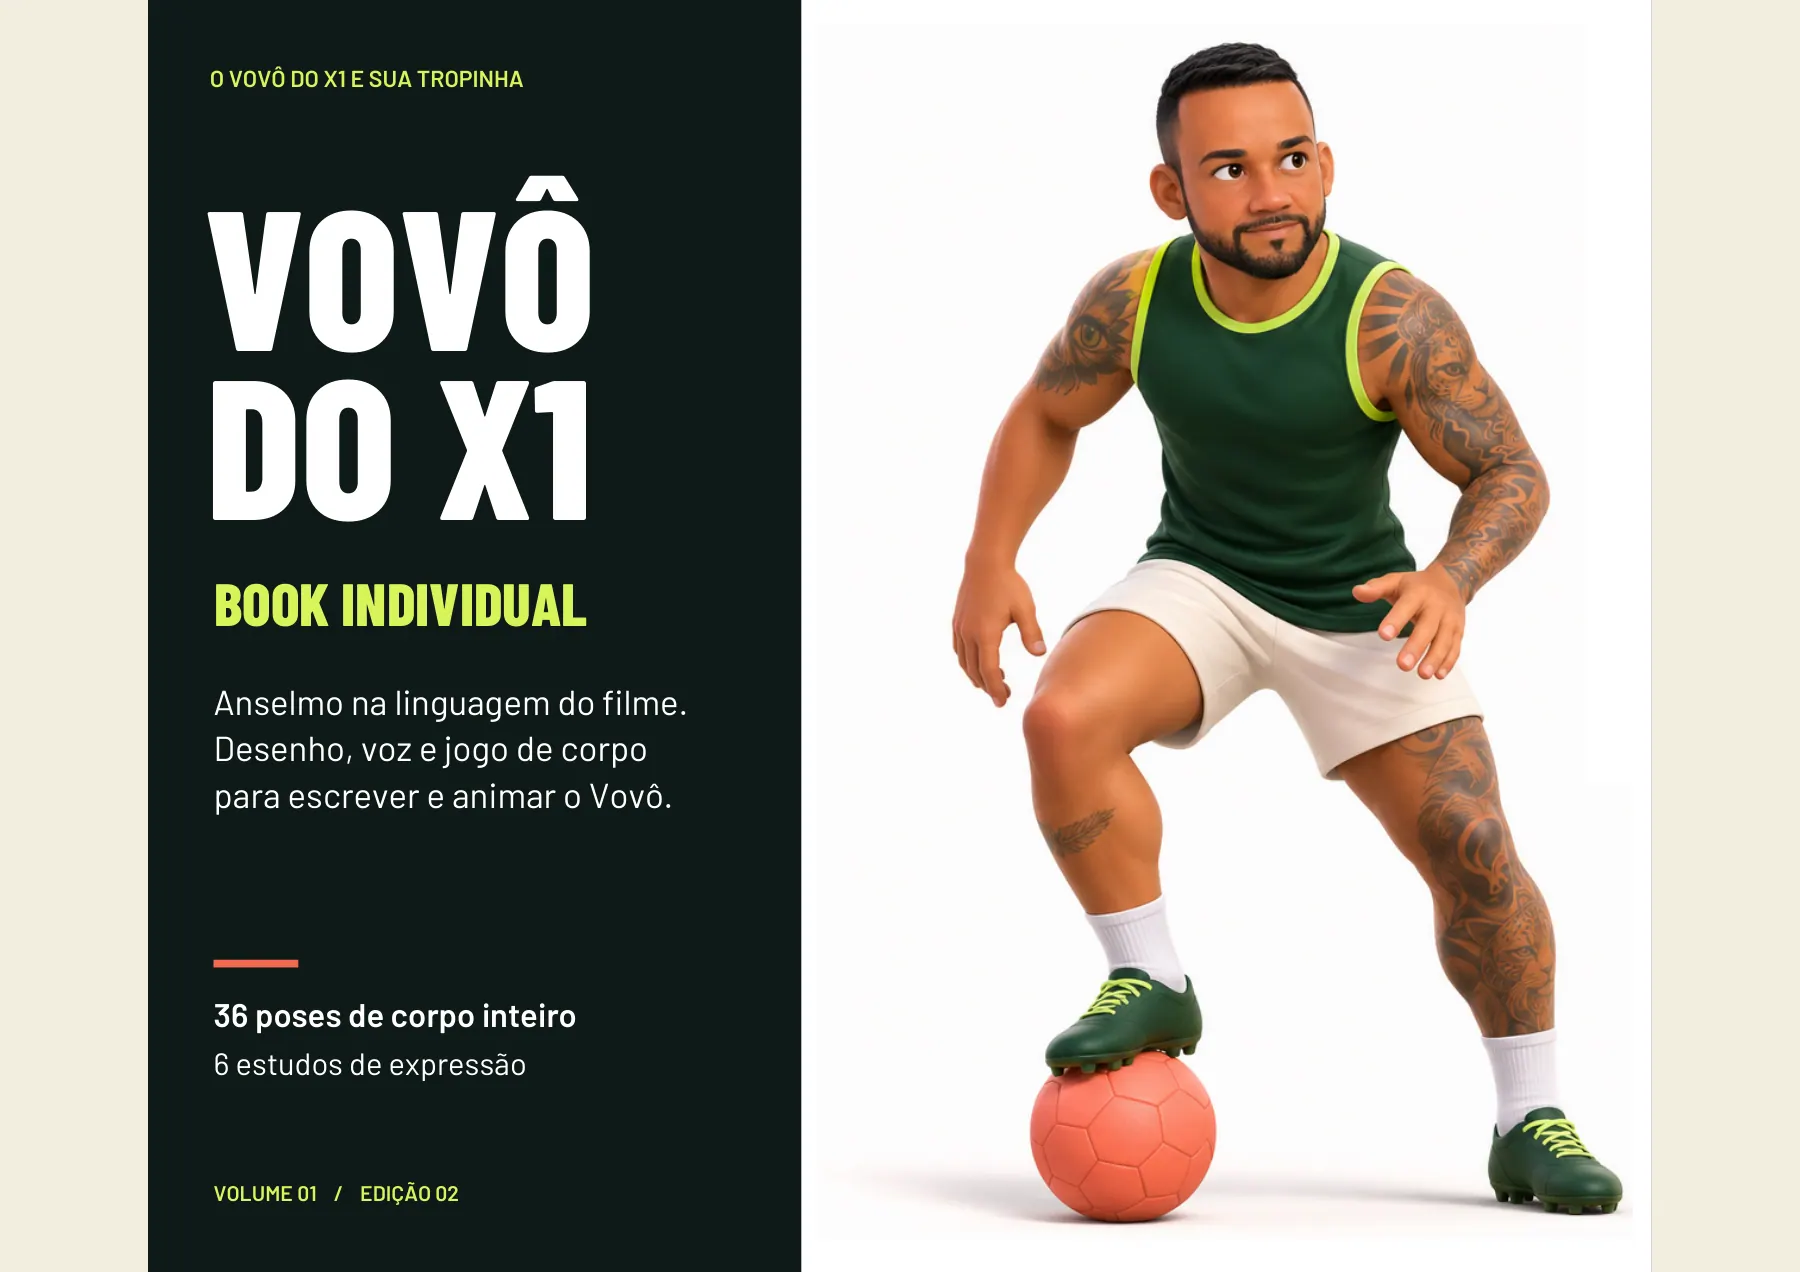 O VOVÔ DO X1 E SUA TROPINHA
VOVÔ
DO X1
BOOK INDIVIDUAL
Anselmo na linguagem do filme.
Desenho, voz e jogo de corpo
para escrever e animar o Vovô.
36 poses de corpo inteiro
6 estudos de expressão
VOLUME 01 / EDIÇÃO 02